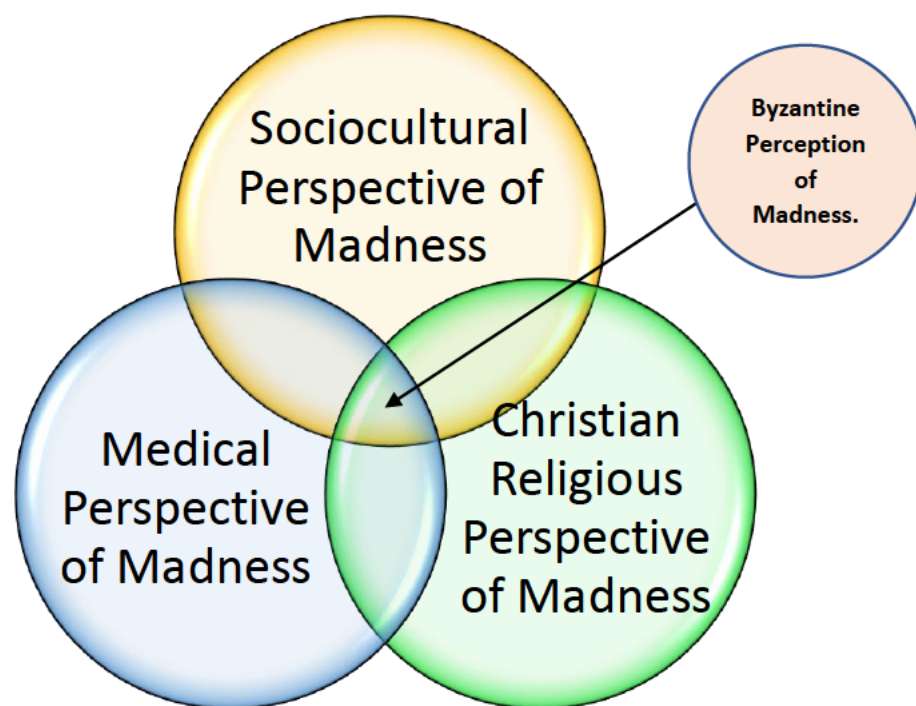 Sociocultural
Perspective of
Madness
Byzantine
Perception
of
Madness.
Medical
Perspective
of Madness
Christian
Religious
Perspective
of Madness